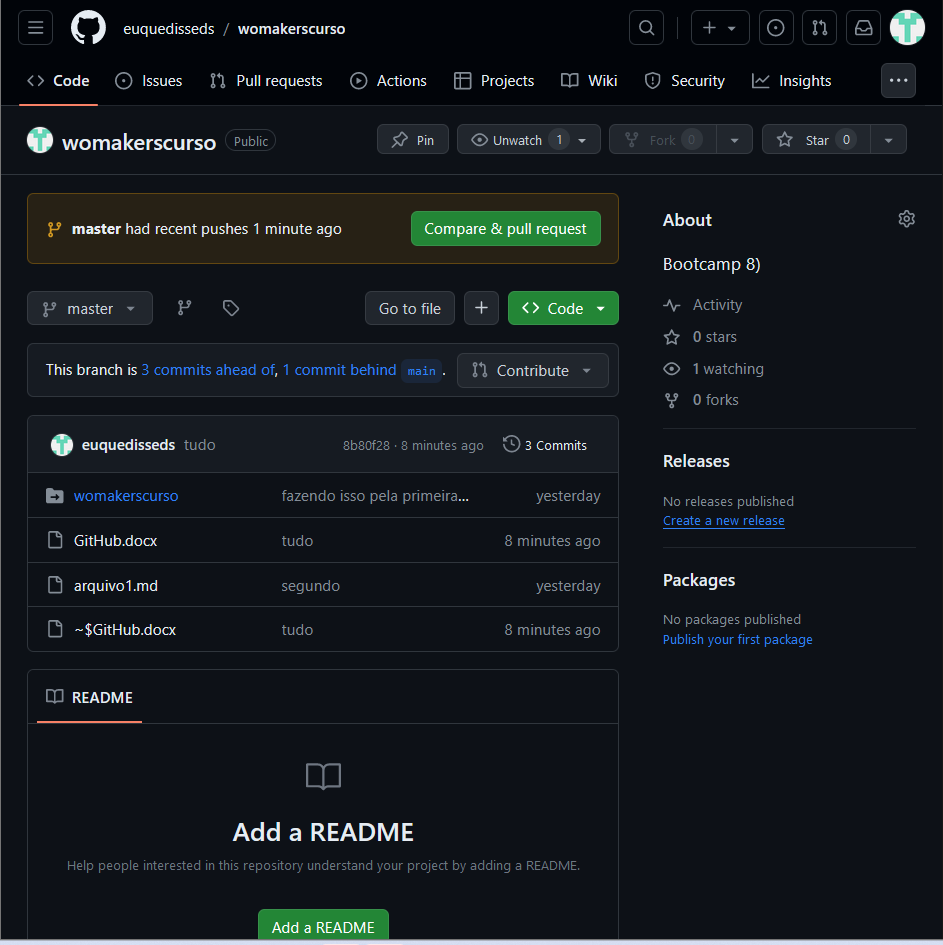 euquedisseds / womakerscurso
Code Issues Pull requests Actions Projects Wiki Security Insights
womakerscurso Public Pin Unwatch 1 Fork 0 Star 0
master had recent pushes 1 minute ago Compare & pull request
master Go to file Code
This branch is 3 commits ahead of, 1 commit behind main . Contribute
euquedisseds tudo 8b80f28 · 8 minutes ago 3 Commits
womakerscurso fazendo isso pela primeira... yesterday
GitHub.docx tudo 8 minutes ago
arquivo1.md segundo yesterday
~$GitHub.docx tudo 8 minutes ago
README
Add a README
Help people interested in this repository understand your project by adding a README.
Add a README
About
Bootcamp 8)
Activity
0 stars
1 watching
0 forks
Releases
No releases published
Create a new release
Packages
No packages published
Publish your first package